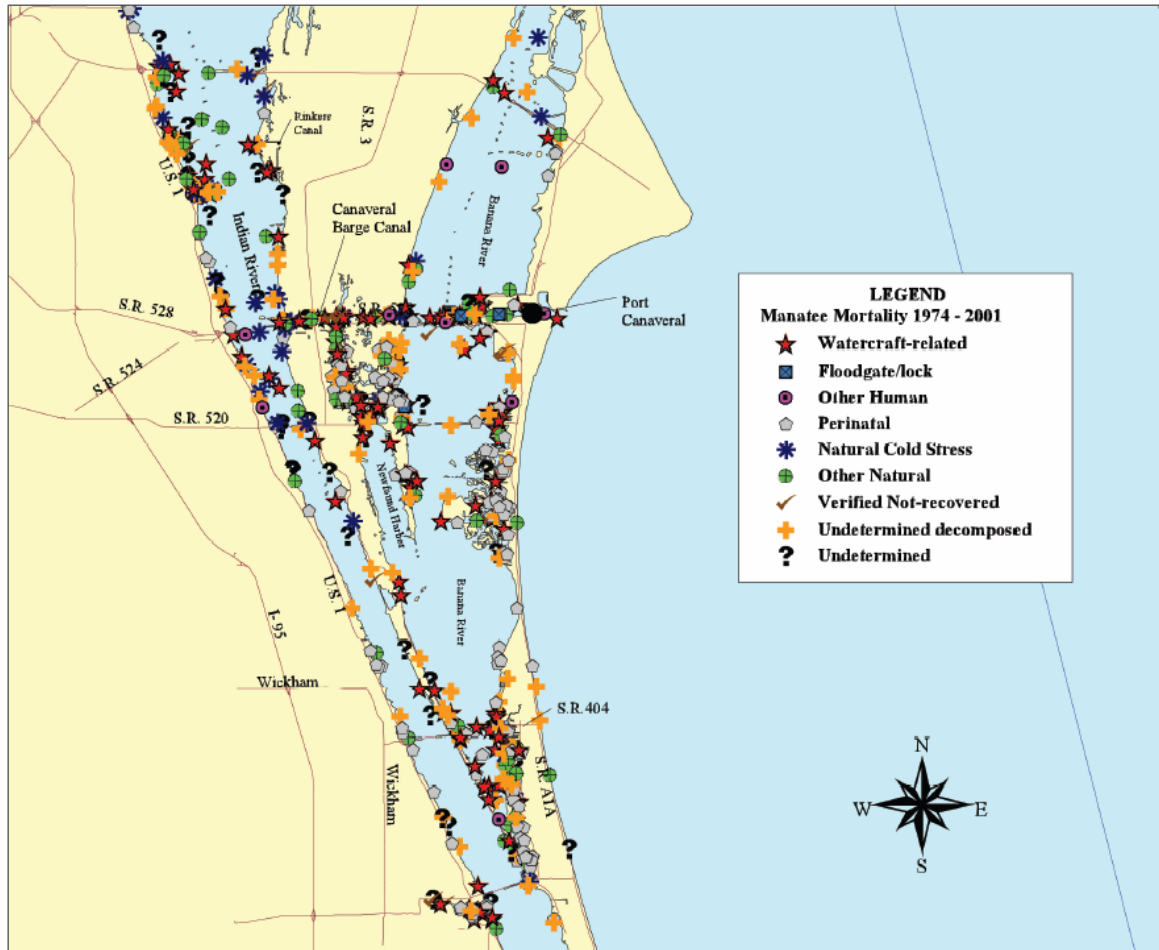 Rinkers
Canal
S.R. 3
U.S. 1
Indian River
Canaveral
Barge Canal
Banana
River
S.R. 528
S.R. 524
S.R. 520
Port
Canaveral
LEGEND
Manatee Mortality 1974 - 2001
Watercraft-related
Floodgate/lock
Other Human
Perinatal
Natural Cold Stress
Other Natural
Verified Not-recovered
Undetermined decomposed
? Undetermined
Newfound Harbor
Banana River
U.S. 1
I-95
Wickham
Wickham
S.R. 404
S.R. A1A
N
W
E
S